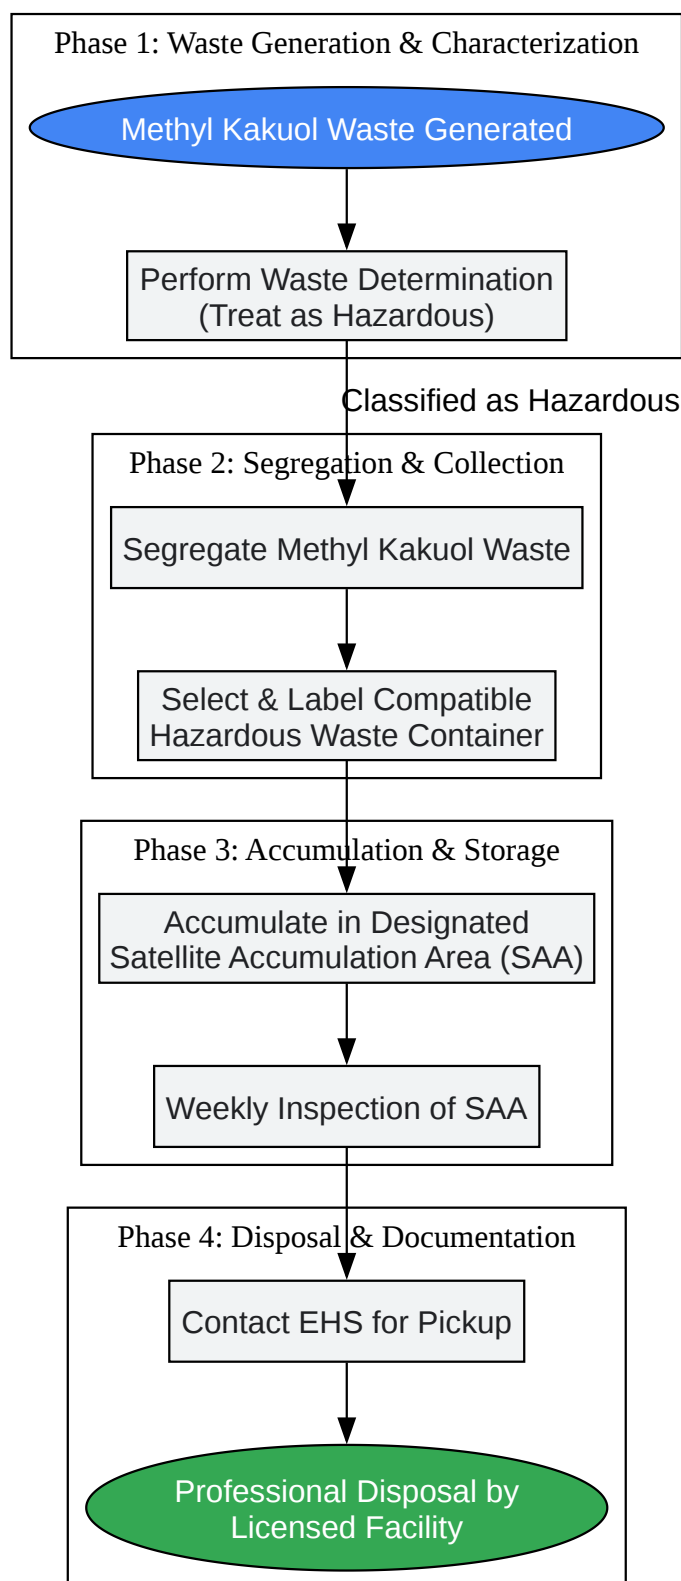 Phase 1: Waste Generation & Characterization
Methyl Kakuol Waste Generated
Perform Waste Determination
(Treat as Hazardous)
Classified as Hazardous
Phase 2: Segregation & Collection
Segregate Methyl Kakuol Waste
Select & Label Compatible
Hazardous Waste Container
Phase 3: Accumulation & Storage
Accumulate in Designated
Satellite Accumulation Area (SAA)
Weekly Inspection of SAA
Phase 4: Disposal & Documentation
Contact EHS for Pickup
Professional Disposal by
Licensed Facility